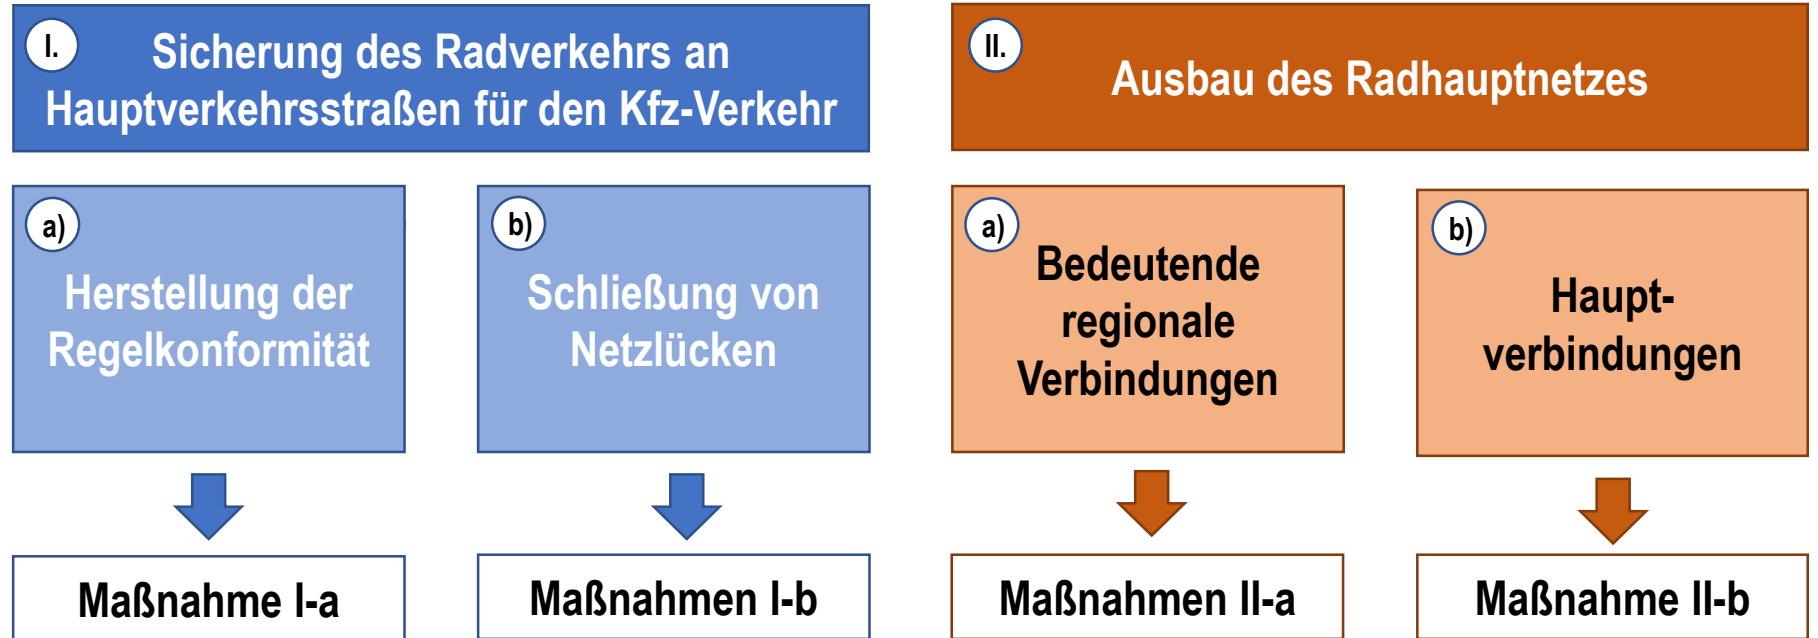 I.
Sicherung des Radverkehrs an
Hauptverkehrsstraßen für den Kfz-Verkehr
II.
Ausbau des Radhauptnetzes
a)
Herstellung der
Regelkonformität
b)
Schließung von
Netzlücken
a)
Bedeutende
regionale
Verbindungen
b)
Haupt-
verbindungen
Maßnahme I-a
Maßnahmen I-b
Maßnahmen II-a
Maßnahme II-b